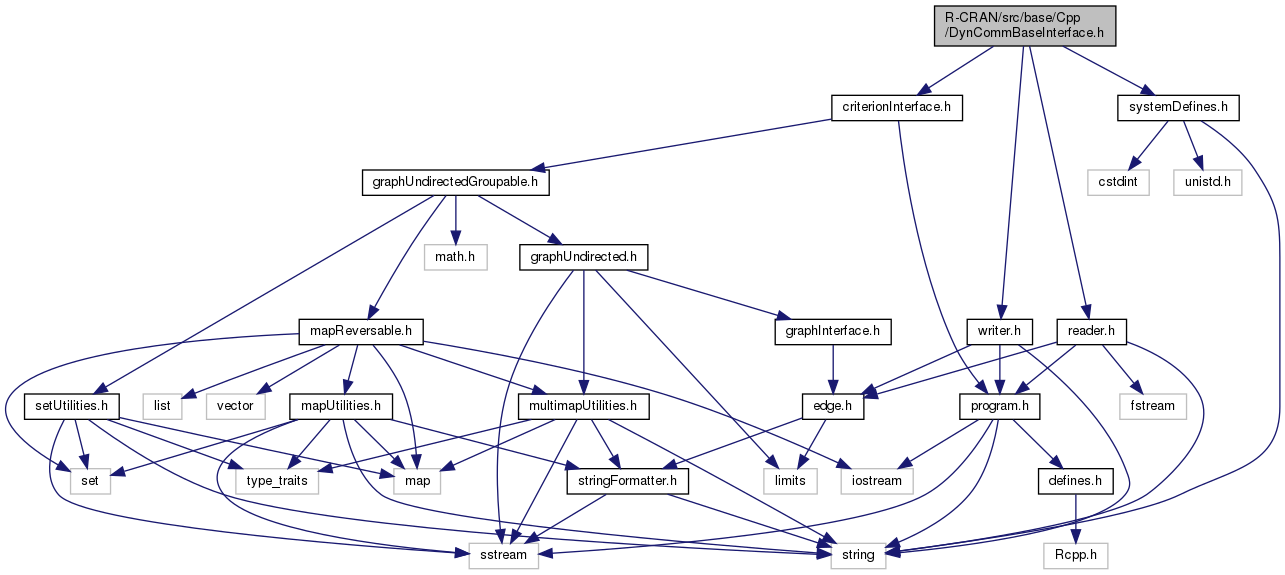 R-CRAN/src/base/Cpp
/DynCommBaseInterface.h
criterionInterface.h
systemDefines.h
graphUndirectedGroupable.h
cstdint
unistd.h
math.h
graphUndirected.h
mapReversable.h
graphInterface.h
writer.h
reader.h
setUtilities.h
list
vector
mapUtilities.h
multimapUtilities.h
edge.h
program.h
fstream
set
type_traits
map
stringFormatter.h
limits
iostream
defines.h
sstream
string
Rcpp.h